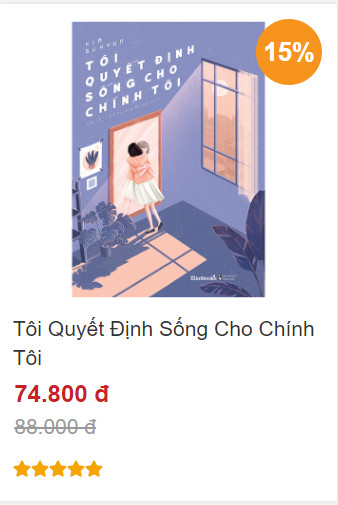 15%
KIM
TÔI
QUYẾT ĐỊNH
SỐNG CHO
CHÍNH TÔI
Tôi Quyết Định Sống Cho Chính
Tôi
74.800 đ
88.000 đ